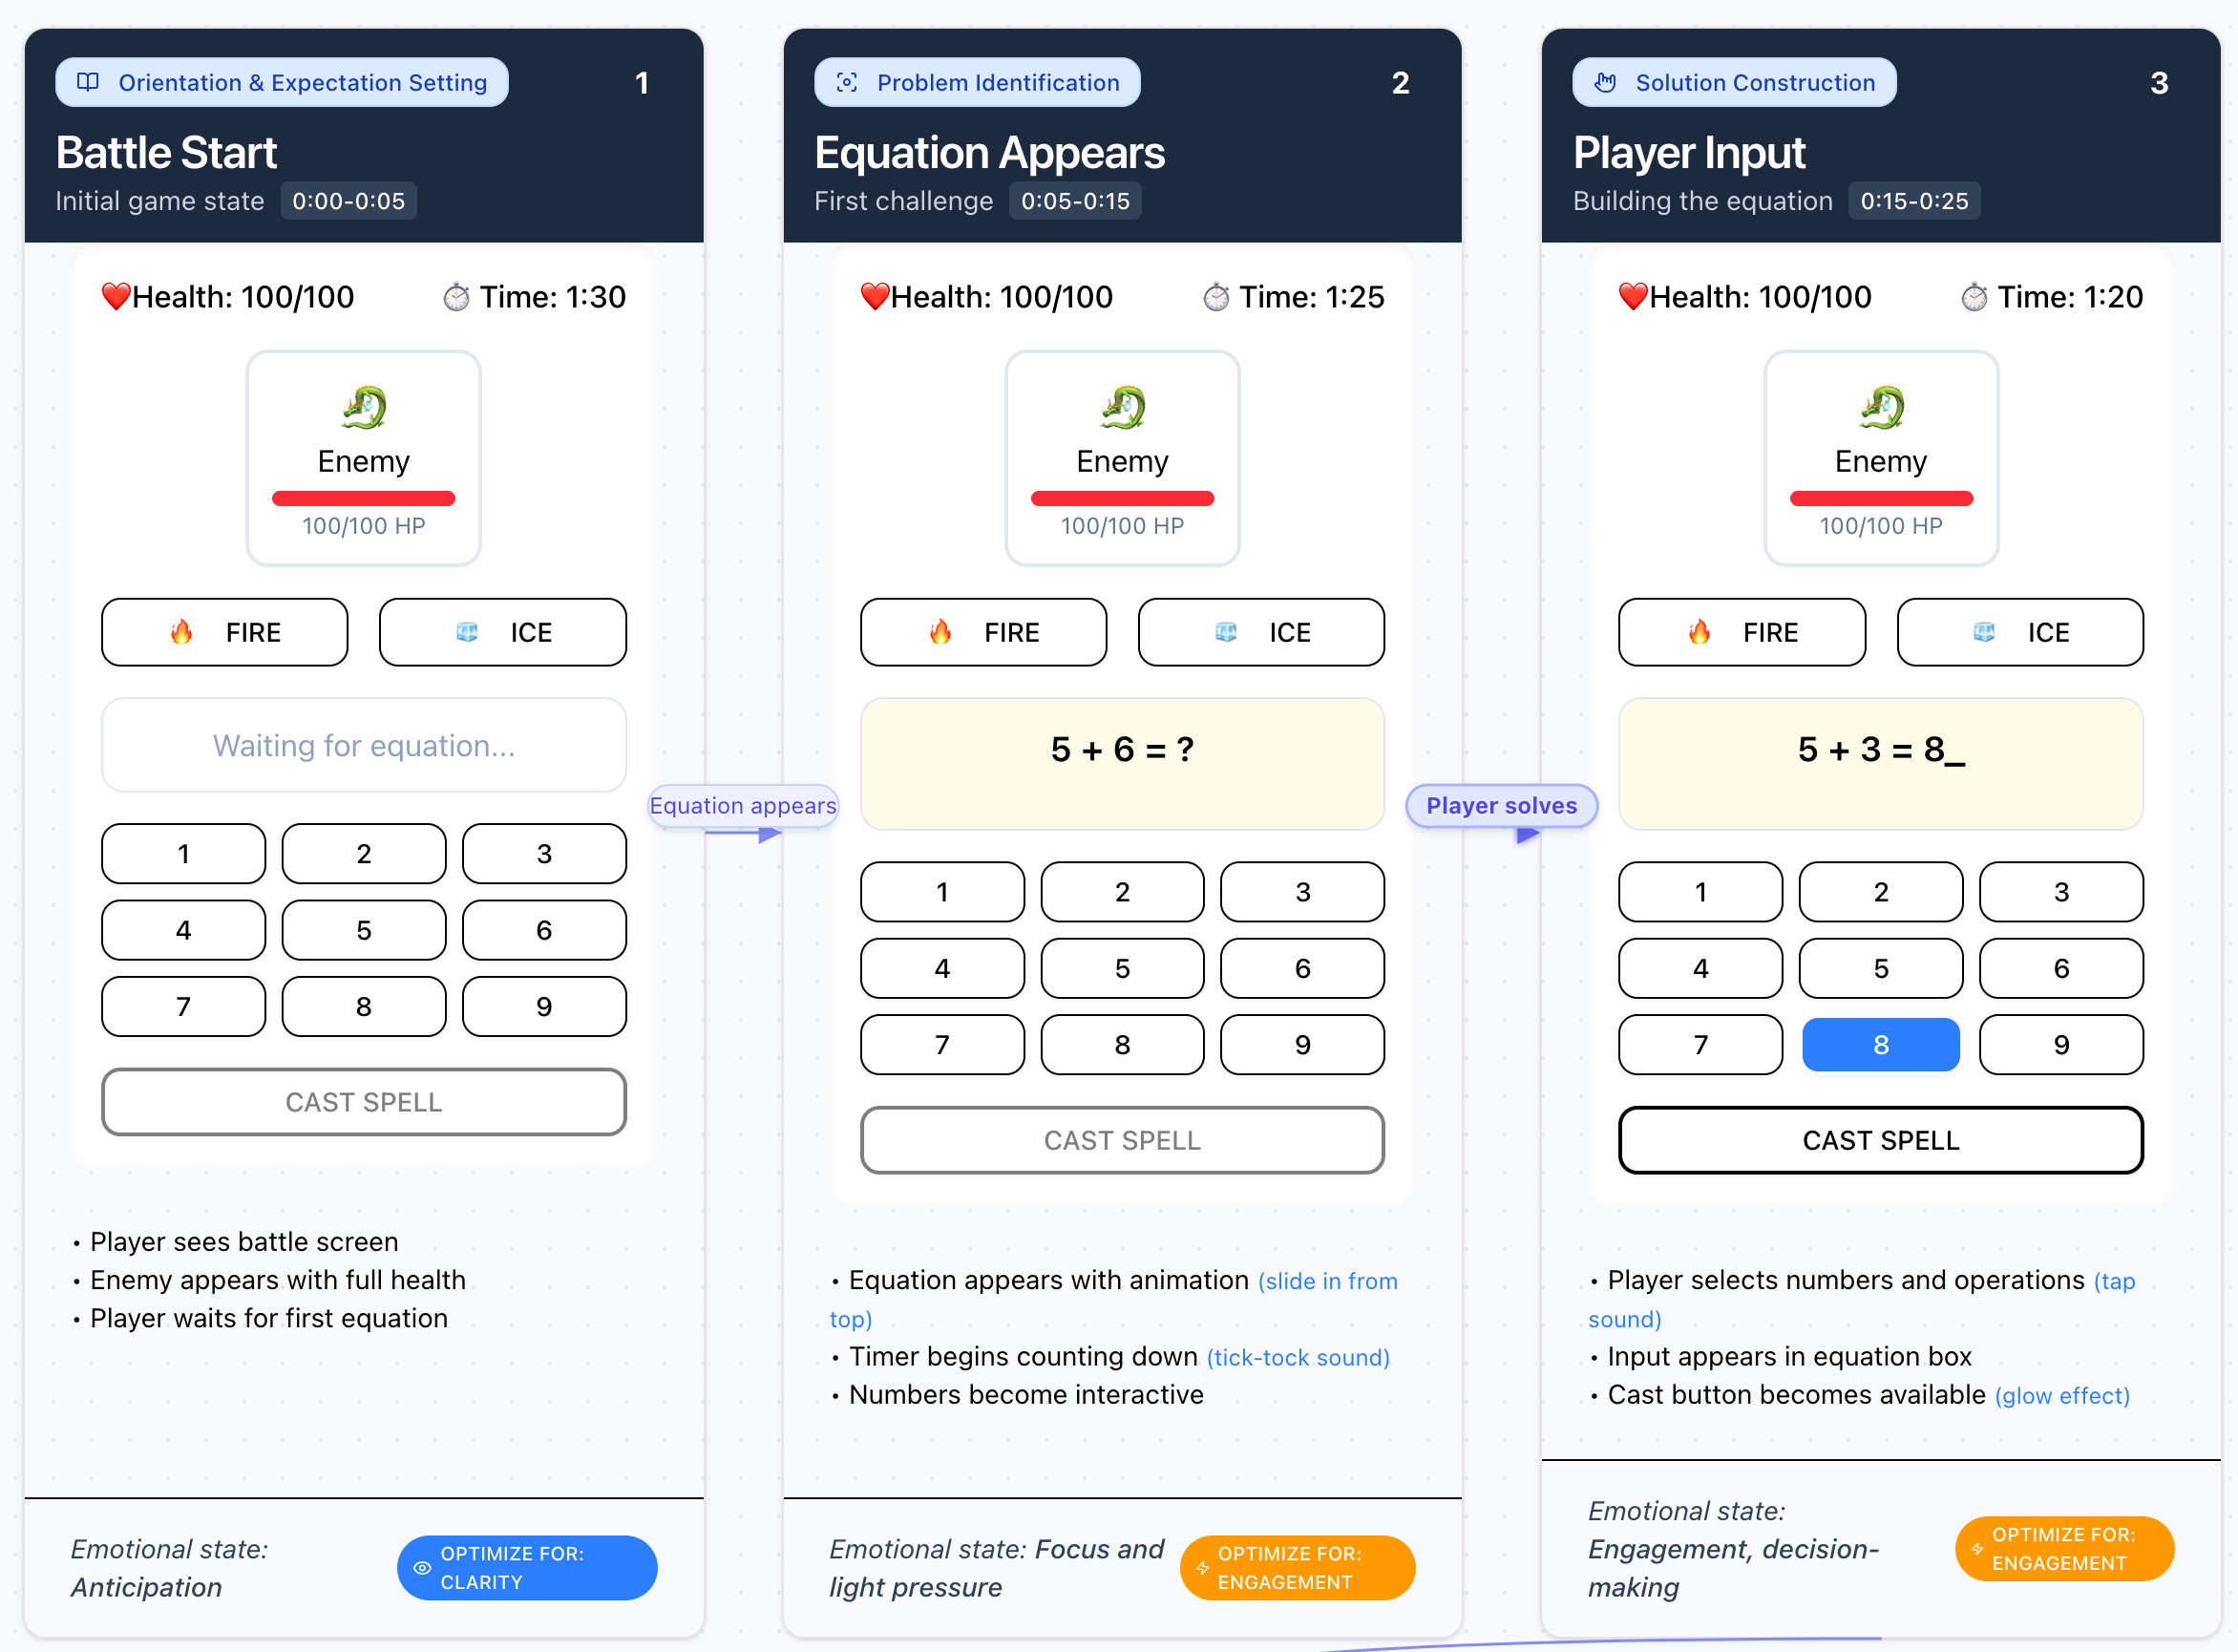 Orientation & Expectation Setting
1
Battle Start
Initial game state 0:00-0:05
❤️Health: 100/100 ⏱️ Time: 1:30
Enemy
100/100 HP
🔥 FIRE 🧊 ICE
Waiting for equation...
1 2 3
4 5 6
7 8 9
CAST SPELL
• Player sees battle screen
• Enemy appears with full health
• Player waits for first equation
Emotional state:
Anticipation
OPTIMIZE FOR:
CLARITY
Equation appears
Problem Identification
2
Equation Appears
First challenge 0:05-0:15
❤️Health: 100/100 ⏱️ Time: 1:25
Enemy
100/100 HP
🔥 FIRE 🧊 ICE
5 + 6 = ?
1 2 3
4 5 6
7 8 9
CAST SPELL
• Equation appears with animation (slide in from
top)
• Timer begins counting down (tick-tock sound)
• Numbers become interactive
Emotional state: Focus and
light pressure
OPTIMIZE FOR:
ENGAGEMENT
Player solves
Solution Construction
3
Player Input
Building the equation 0:15-0:25
❤️Health: 100/100 ⏱️ Time: 1:20
Enemy
100/100 HP
🔥 FIRE 🧊 ICE
5 + 3 = 8_
1 2 3
4 5 6
7 8 9
CAST SPELL
• Player selects numbers and operations (tap
sound)
• Input appears in equation box
• Cast button becomes available (glow effect)
Emotional state:
Engagement, decision-
making
OPTIMIZE FOR:
ENGAGEMENT